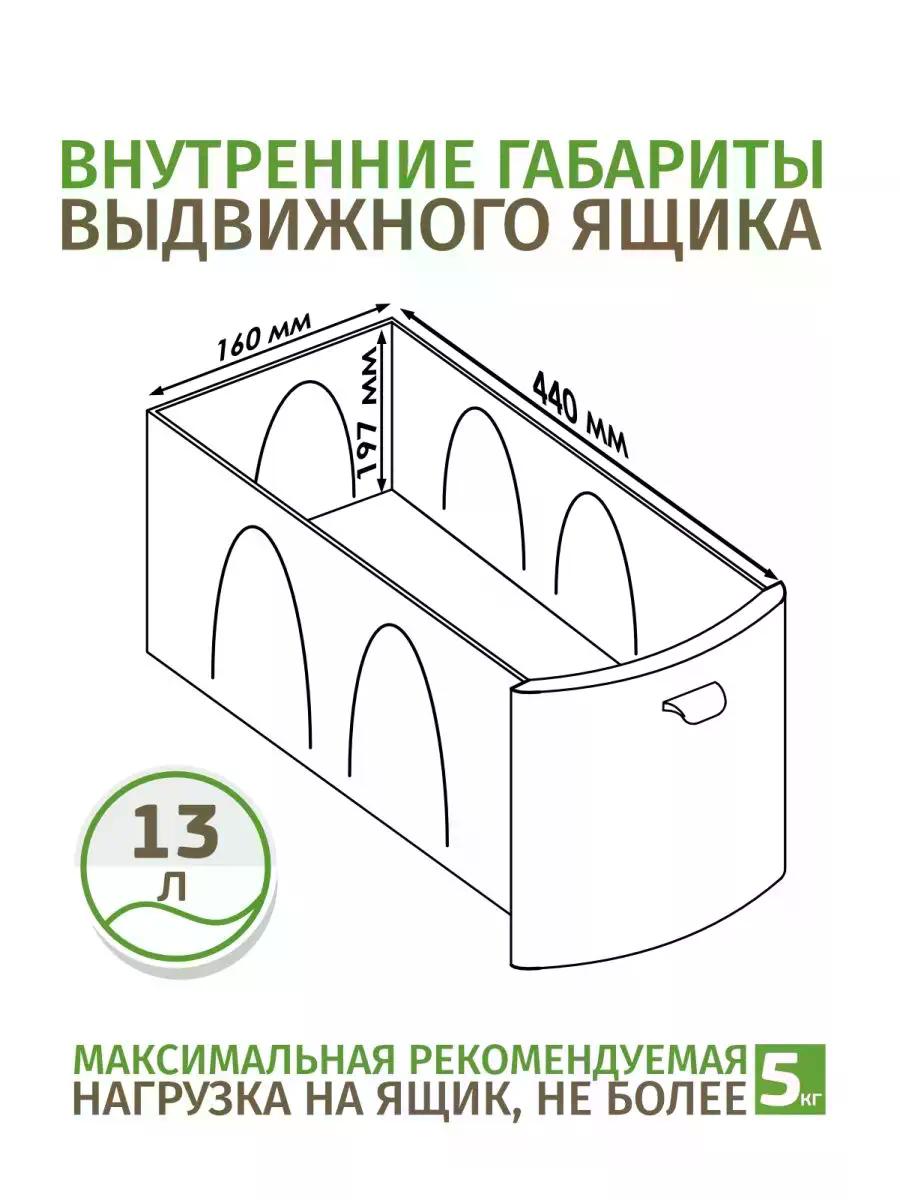 ВНУТРЕННИЕ ГАБАРИТЫ
ВЫДВИЖНОГО ЯЩИКА
160 мм
440 мм
197 мм
13
л
МАКСИМАЛЬНАЯ РЕКОМЕНДУЕМАЯ
НАГРУЗКА НА ЯЩИК, НЕ БОЛЕЕ
5 кг